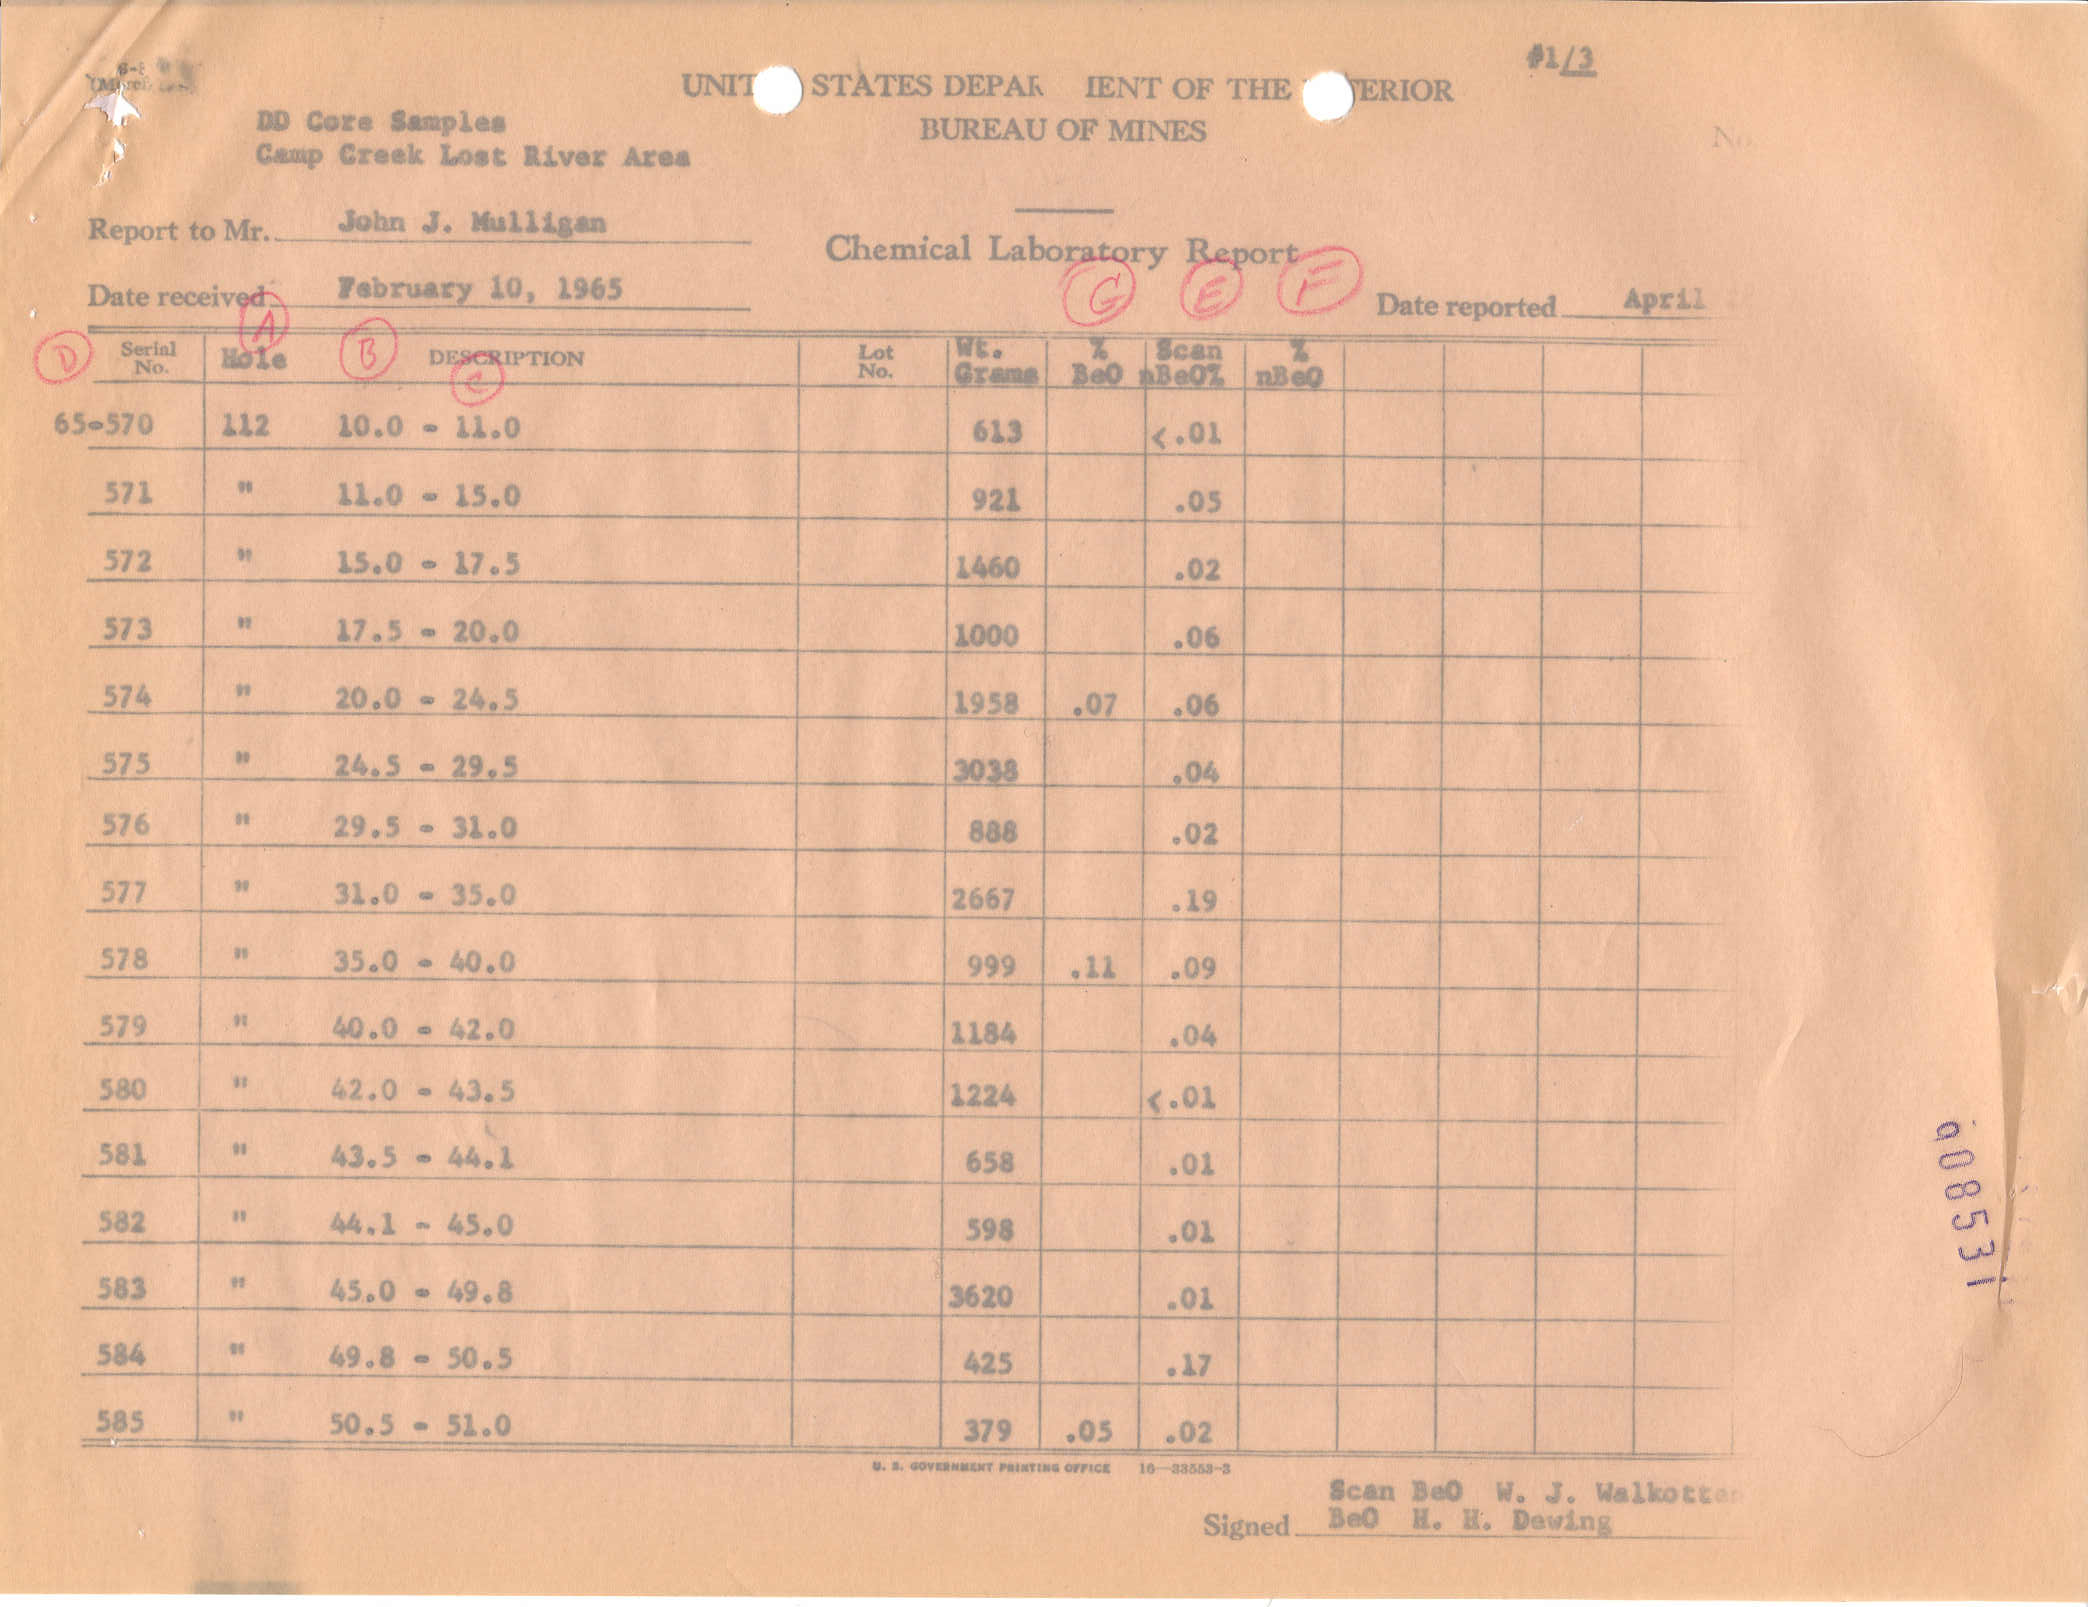 #1/3
UNIT STATES DEPAR IENT OF THE TERIOR
BUREAU OF MINES
DD Core Samples
Camp Creek Lost River Area
Report to Mr. John J. Mulligan
Chemical Laboratory Report
Date received February 10, 1965
Date reported April
G E F
D A B C
Serial No. Hole DESCRIPTION Lot No. Wt. Grams % BeO Scan nBeO% % nBeO
65-570 112 10.0 - 11.0 613 <.01
571 " 11.0 - 15.0 921 .05
572 " 15.0 - 17.5 1460 .02
573 " 17.5 - 20.0 1000 .06
574 " 20.0 - 24.5 1958 .07 .06
575 " 24.5 - 29.5 3038 .04
576 " 29.5 - 31.0 888 .02
577 " 31.0 - 35.0 2667 .19
578 " 35.0 - 40.0 999 .11 .09
579 " 40.0 - 42.0 1184 .04
580 " 42.0 - 43.5 1224 <.01
581 " 43.5 - 44.1 658 .01
582 " 44.1 - 45.0 598 .01
583 " 45.0 - 49.8 3620 .01
584 " 49.8 - 50.5 425 .17
585 " 50.5 - 51.0 379 .05 .02
U. S. GOVERNMENT PRINTING OFFICE 16—33553-3
Scan BeO W. J. Walkotten
Signed BeO H. H. Dewing
008531